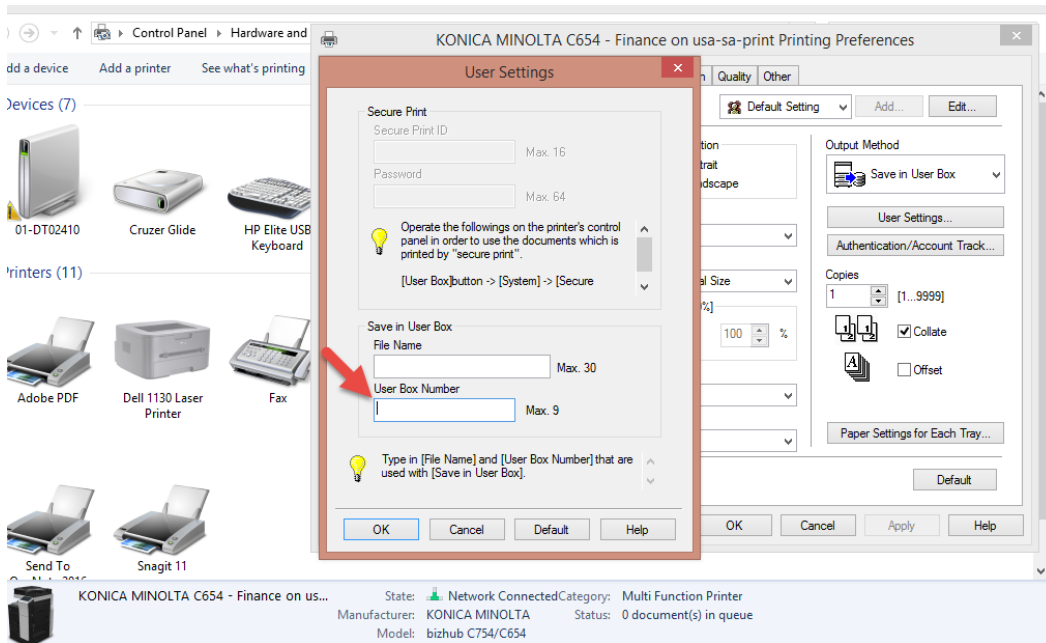 Control Panel Hardware and
KONICA MINOLTA C654 - Finance on usa-sa-print Printing Preferences
dd a device Add a printer See what's printing
User Settings
Quality Other
Devices (7)
Default Setting Add... Edit...
Secure Print
Secure Print ID
Max. 16
Password
Max. 64
Operate the followings on the printer's control
panel in order to use the documents which is
printed by "secure print".
[User Box]button -> [System] -> [Secure
Save in User Box
File Name
Max. 30
User Box Number
Max. 9
Type in [File Name] and [User Box Number] that are
used with [Save in User Box].
OK Cancel Default Help
tion
trait
dscape
al Size
%]
100 %
Output Method
Save in User Box
User Settings...
Authentication/Account Track...
Copies
1 [1...9999]
Collate
Offset
Paper Settings for Each Tray...
Default
OK Cancel Apply Help
01-DT02410
Cruzer Glide
HP Elite USB
Keyboard
Printers (11)
Adobe PDF
Dell 1130 Laser
Printer
Fax
Send To
Snagit 11
KONICA MINOLTA C654 - Finance on us...
State: Network Connected Category: Multi Function Printer
Manufacturer: KONICA MINOLTA Status: 0 document(s) in queue
Model: bizhub C754/C654